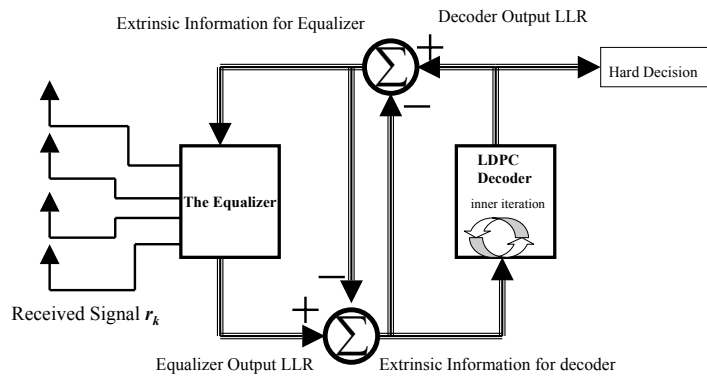 Extrinsic Information for Equalizer
Decoder Output LLR
+
Σ
−
Hard Decision
The Equalizer
LDPC
Decoder
inner iteration
−
+
Σ
Received Signal r_k
Equalizer Output LLR
Extrinsic Information for decoder